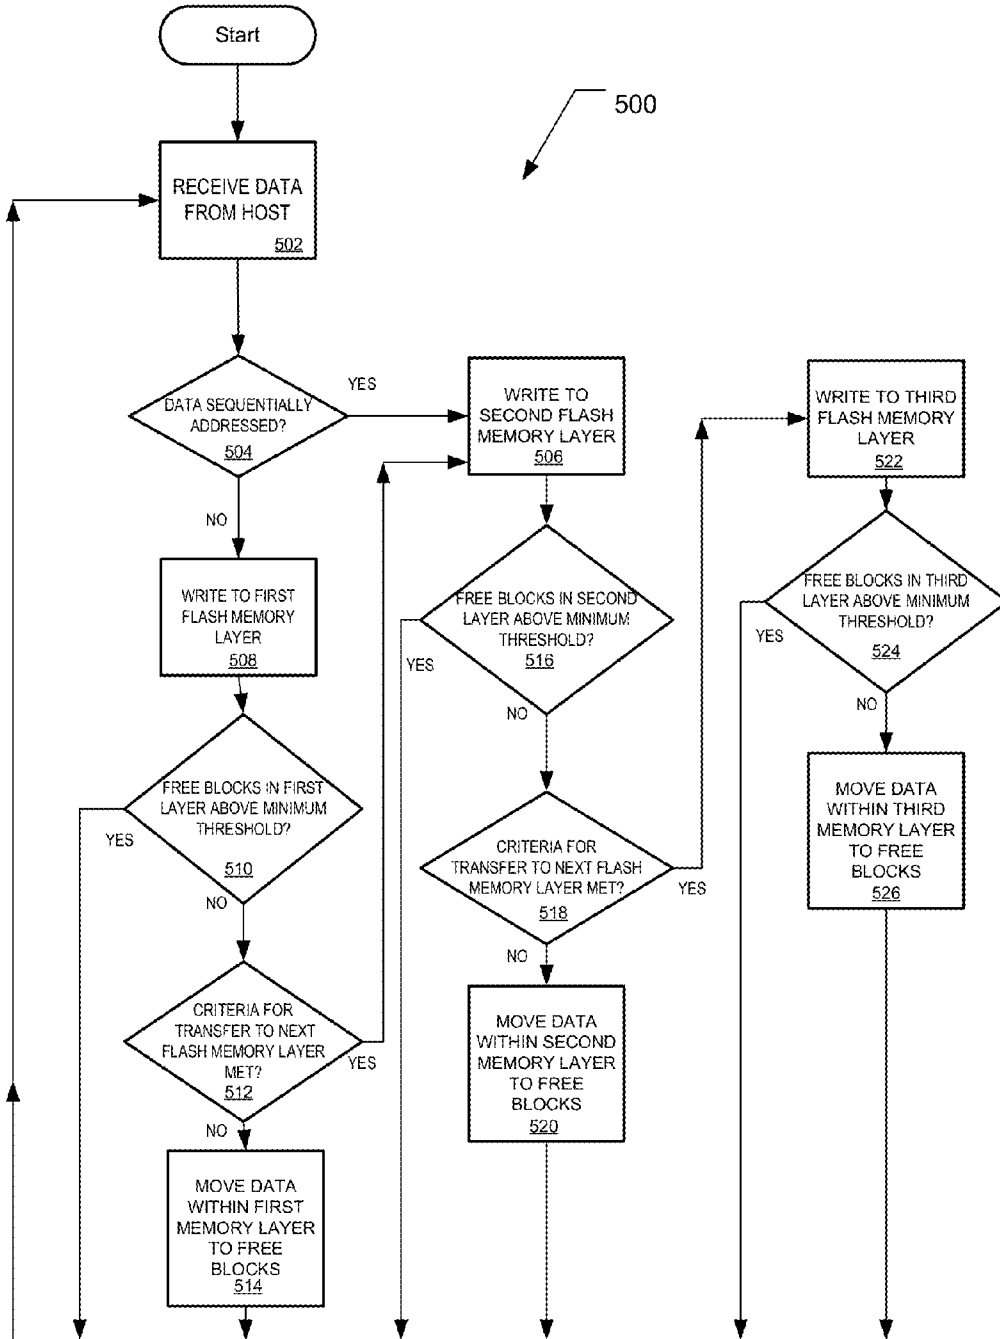 Start
500
RECEIVE DATA
FROM HOST
502
DATA SEQUENTIALLY
ADDRESSED?
504
YES
NO
WRITE TO
SECOND FLASH
MEMORY LAYER
506
WRITE TO THIRD
FLASH MEMORY
LAYER
522
WRITE TO FIRST
FLASH MEMORY
LAYER
508
FREE BLOCKS IN SECOND
LAYER ABOVE MINIMUM
THRESHOLD?
516
YES
NO
FREE BLOCKS IN THIRD
LAYER ABOVE MINIMUM
THRESHOLD?
524
YES
NO
FREE BLOCKS IN FIRST
LAYER ABOVE MINIMUM
THRESHOLD?
510
YES
NO
CRITERIA FOR
TRANSFER TO NEXT FLASH
MEMORY LAYER MET?
518
YES
NO
MOVE DATA
WITHIN THIRD
MEMORY LAYER
TO FREE
BLOCKS
526
CRITERIA FOR
TRANSFER TO NEXT
FLASH MEMORY LAYER
MET?
512
YES
NO
MOVE DATA
WITHIN SECOND
MEMORY LAYER
TO FREE
BLOCKS
520
MOVE DATA
WITHIN FIRST
MEMORY LAYER
TO FREE
BLOCKS
514